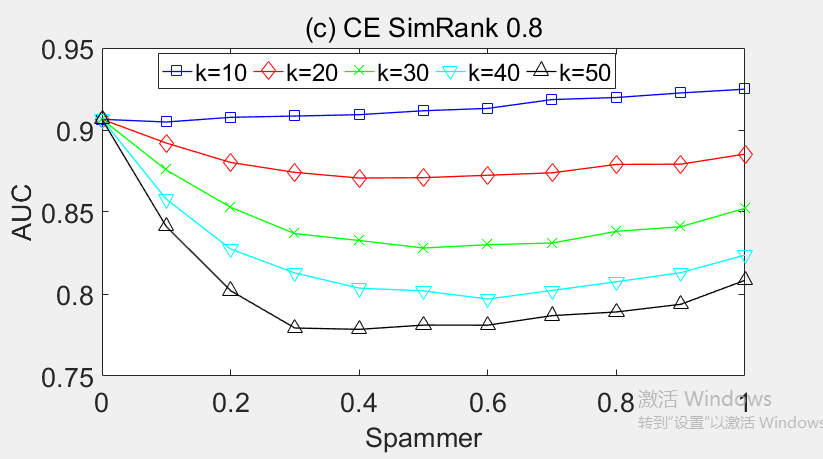 (c) CE SimRank 0.8
k=10 k=20 k=30 k=40 k=50
0.95
0.9
0.85
0.8
0.75
AUC
0 0.2 0.4 0.6 0.8 1
Spammer
激活 Windows
转到"设置"以激活 Windows